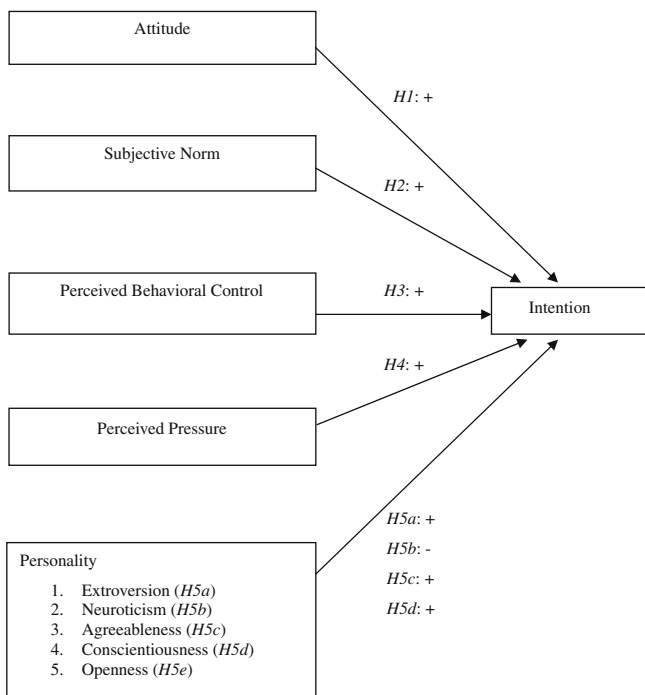 Attitude
H1: +
Subjective Norm
H2: +
Perceived Behavioral Control
H3: +
Intention
H4: +
Perceived Pressure
H5a: +
H5b: -
H5c: +
H5d: +
Personality
1. Extroversion (H5a)
2. Neuroticism (H5b)
3. Agreeableness (H5c)
4. Conscientiousness (H5d)
5. Openness (H5e)